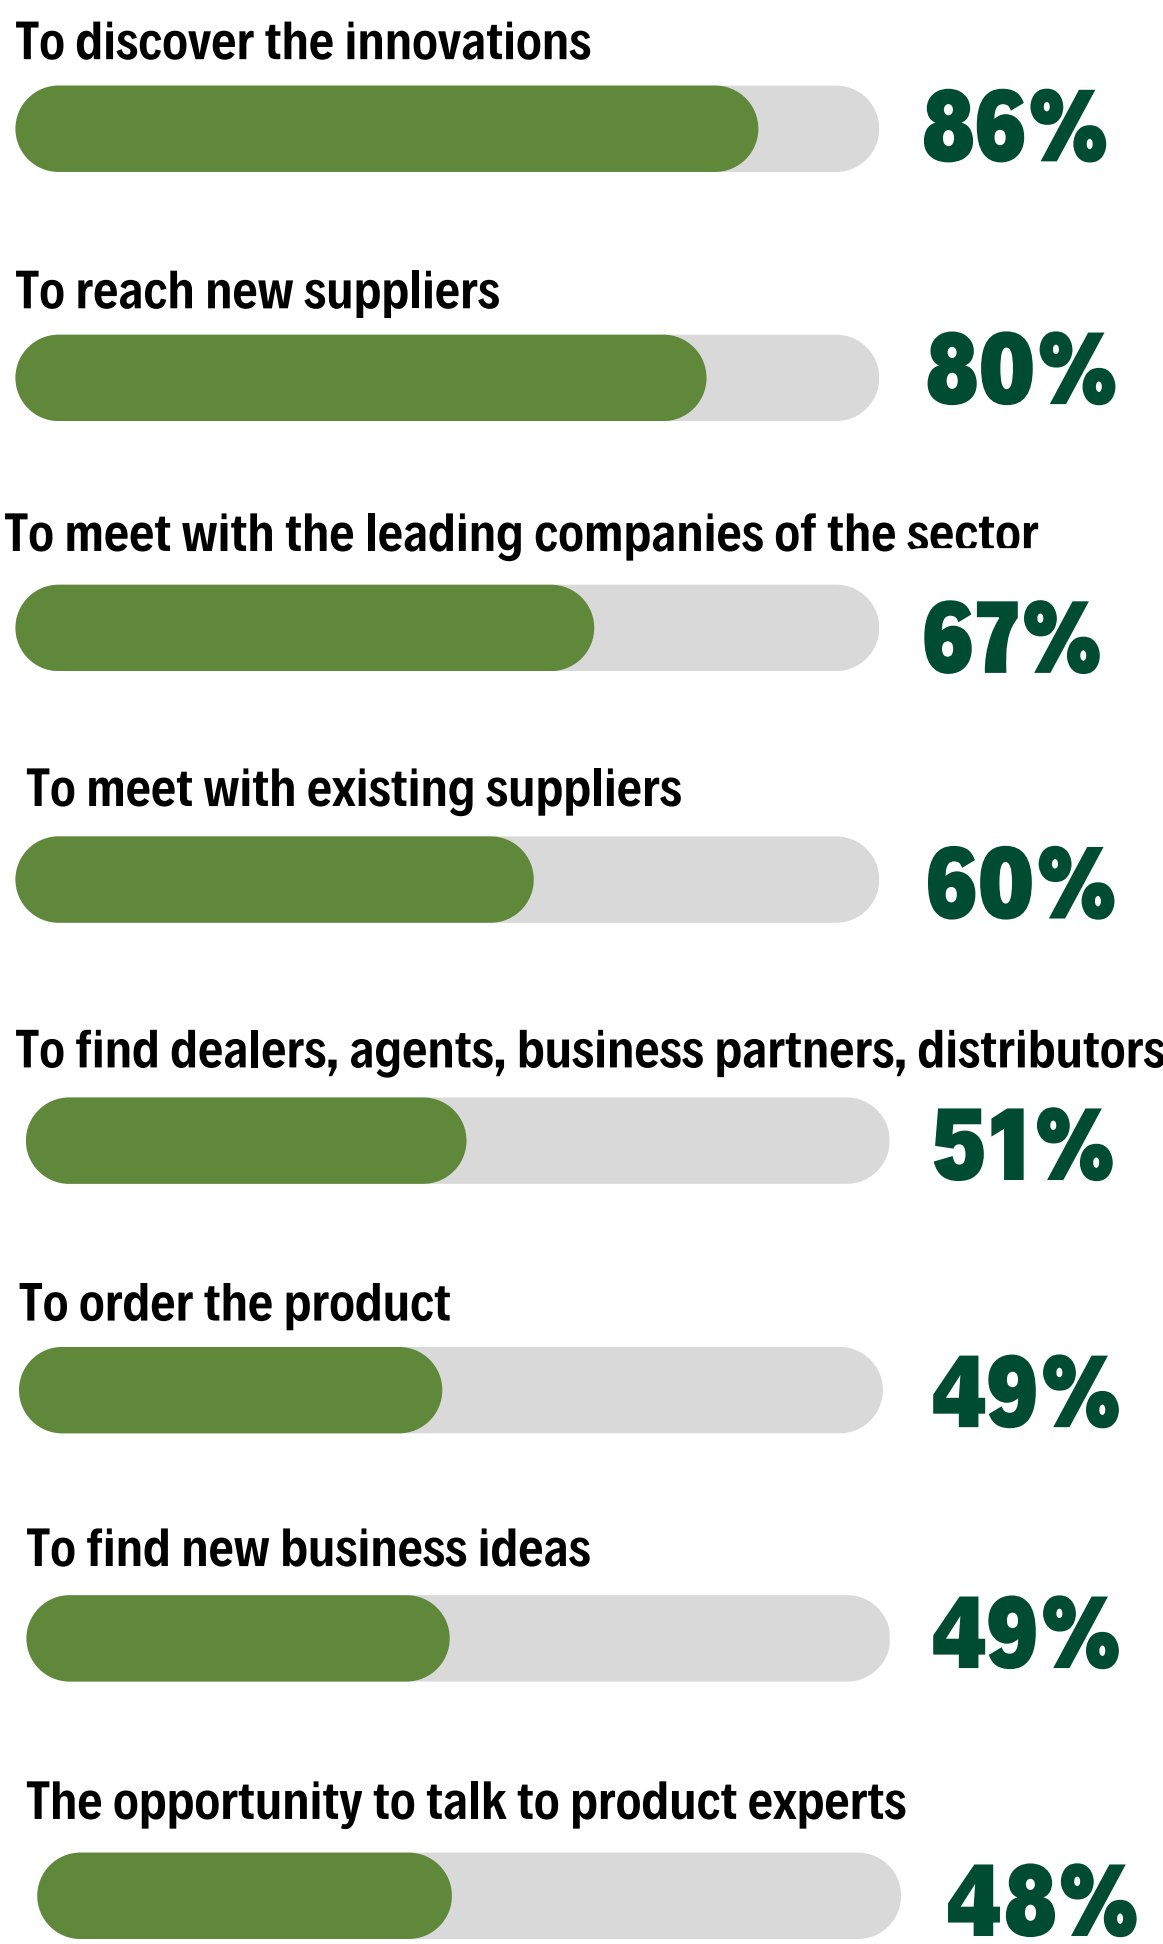 To discover the innovations
86%
To reach new suppliers
80%
To meet with the leading companies of the sector
67%
To meet with existing suppliers
60%
To find dealers, agents, business partners, distributors
51%
To order the product
49%
To find new business ideas
49%
The opportunity to talk to product experts
48%